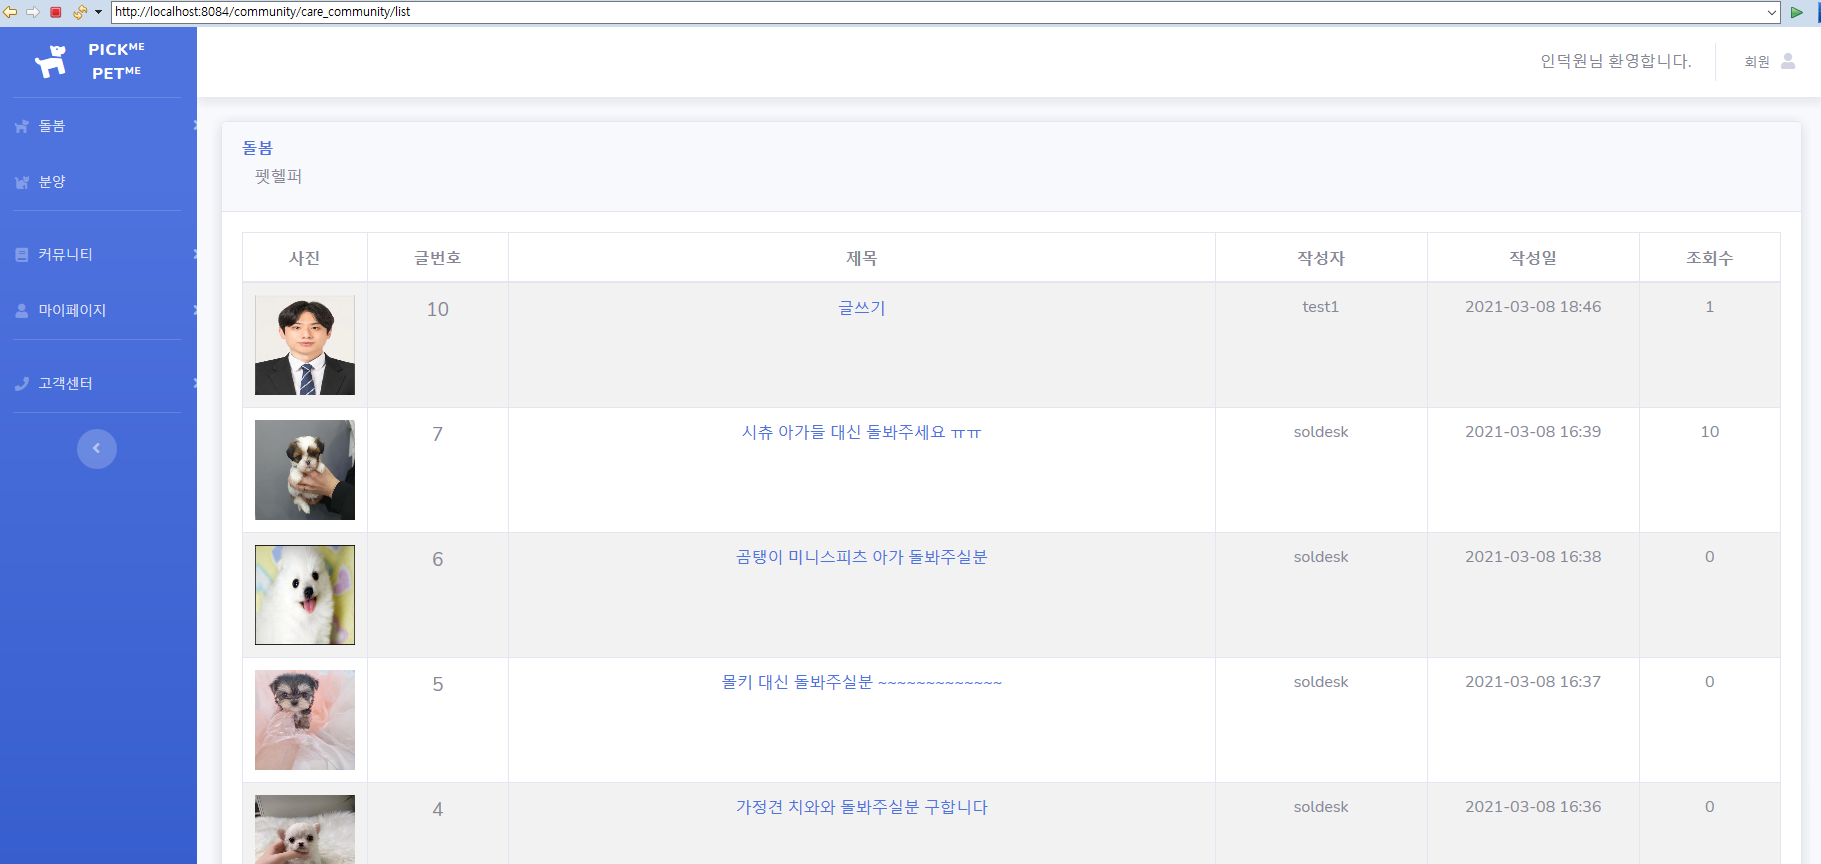 http://localhost:8084/community/care_community/list
PICKME
PETME
인덕원님 환영합니다.
회원
돌봄
분양
커뮤니티
마이페이지
고객센터
돌봄
펫헬퍼
사진 글번호 제목 작성자 작성일 조회수
10 글쓰기 test1 2021-03-08 18:46 1
7 시츄 아가들 대신 돌봐주세요 ㅠㅠ soldesk 2021-03-08 16:39 10
6 곰탱이 미니스피츠 아가 돌봐주실분 soldesk 2021-03-08 16:38 0
5 몰키 대신 돌봐주실분 ~~~~~~~~~~~~~ soldesk 2021-03-08 16:37 0
4 가정견 치와와 돌봐주실분 구합니다 soldesk 2021-03-08 16:36 0